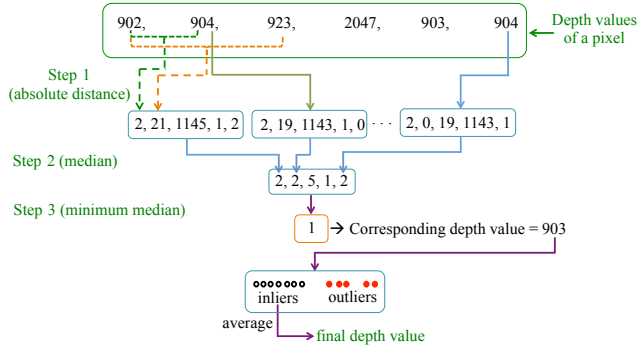 902, 904, 923, 2047, 903, 904
Depth values
of a pixel
Step 1
(absolute distance)
2, 21, 1145, 1, 2
2, 19, 1143, 1, 0
· · ·
2, 0, 19, 1143, 1
Step 2 (median)
2, 2, 5, 1, 2
Step 3 (minimum median)
1
Corresponding depth value = 903
inliers
outliers
average
final depth value